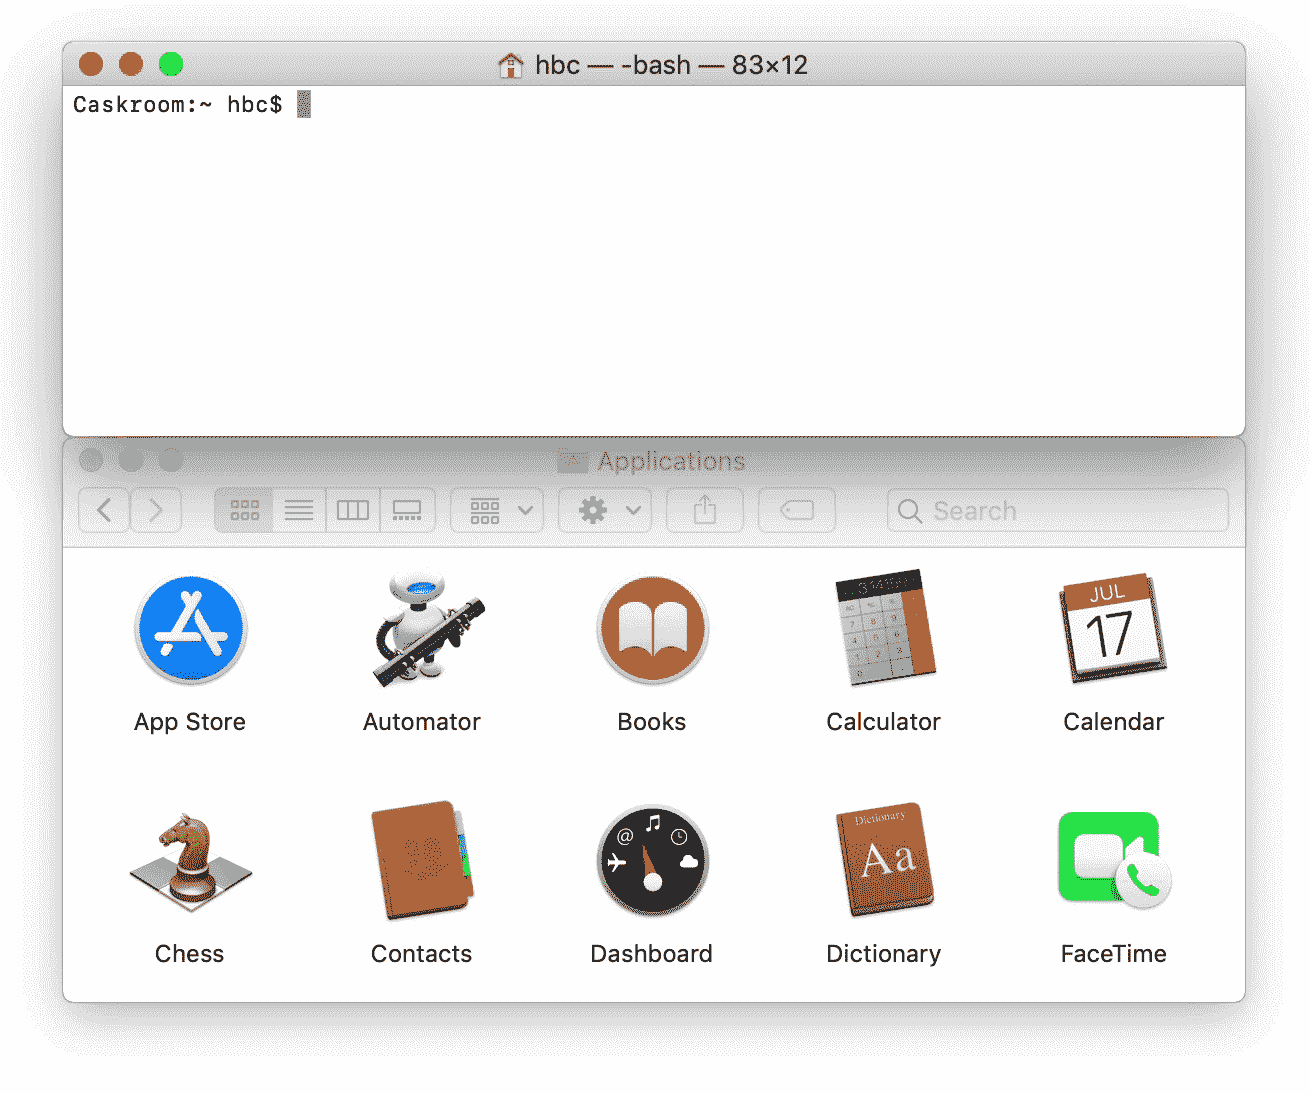 hbc — -bash — 83×12
Caskroom:~ hbc$
Applications
Search
App Store
Automator
Books
Calculator
JUL
17
Calendar
Chess
Contacts
@
Dashboard
Dictionary
Aa
Dictionary
FaceTime